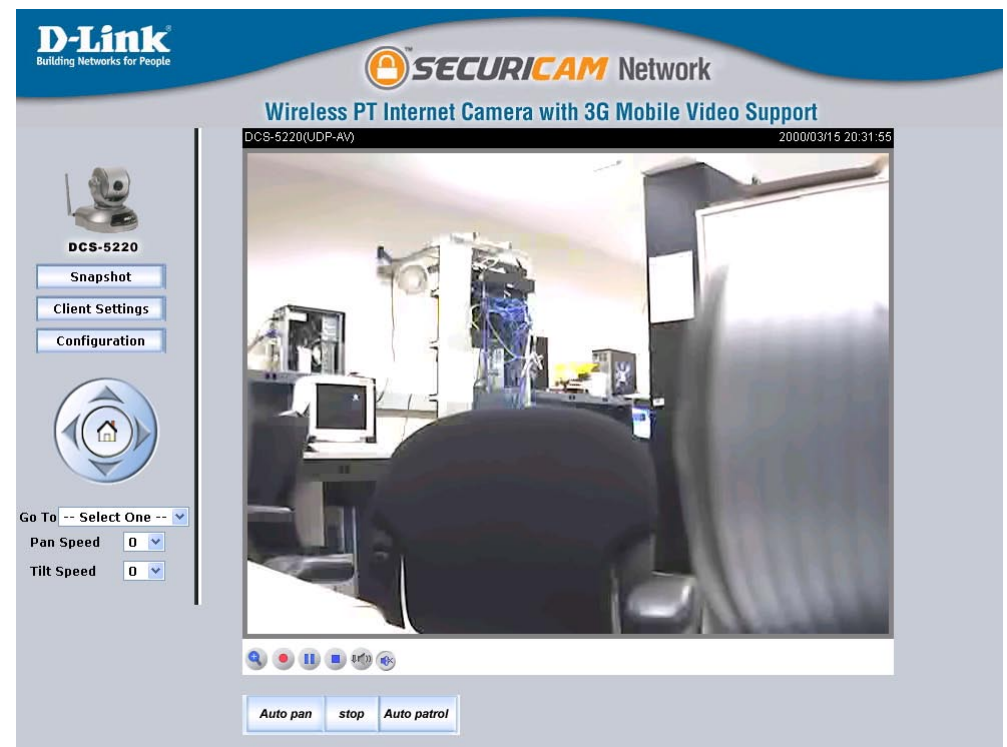 D-Link®
Building Networks for People
SECURICAM™ Network
Wireless PT Internet Camera with 3G Mobile Video Support
DCS-5220(UDP-AV) 2000/03/15 20:31:55
DCS-5220
Snapshot
Client Settings
Configuration
Go To -- Select One --
Pan Speed 0
Tilt Speed 0
Auto pan stop Auto patrol